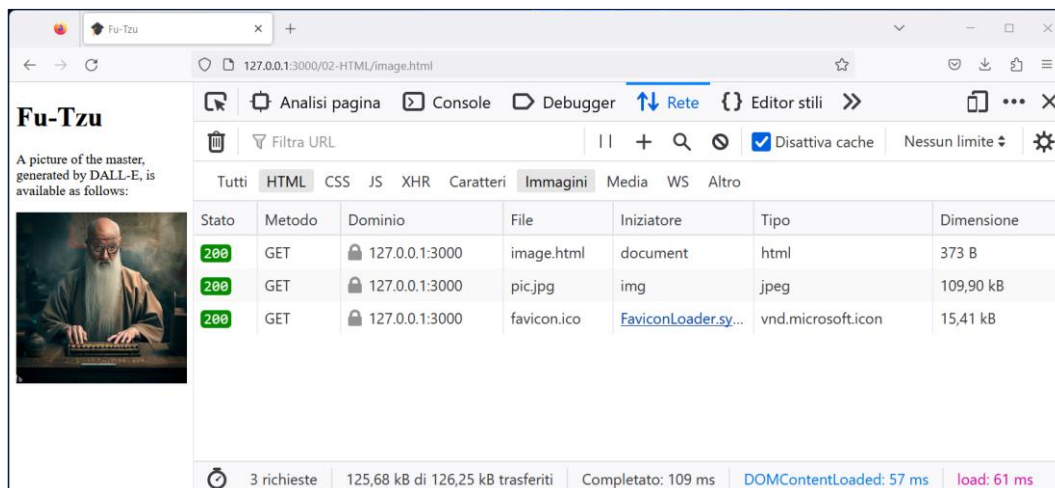 Fu-Tzu
127.0.0.1:3000/02-HTML/image.html
Fu-Tzu
A picture of the master,
generated by DALL-E, is
available as follows:
Analisi pagina Console Debugger Rete {} Editor stili
Filtra URL Disattiva cache Nessun limite
Tutti HTML CSS JS XHR Caratteri Immagini Media WS Altro
Stato Metodo Dominio File Iniziatore Tipo Dimensione
200 GET 127.0.0.1:3000 image.html document html 373 B
200 GET 127.0.0.1:3000 pic.jpg img jpeg 109,90 kB
200 GET 127.0.0.1:3000 favicon.ico FaviconLoader.sy... vnd.microsoft.icon 15,41 kB
3 richieste 125,68 kB di 126,25 kB trasferiti Completato: 109 ms DOMContentLoaded: 57 ms load: 61 ms